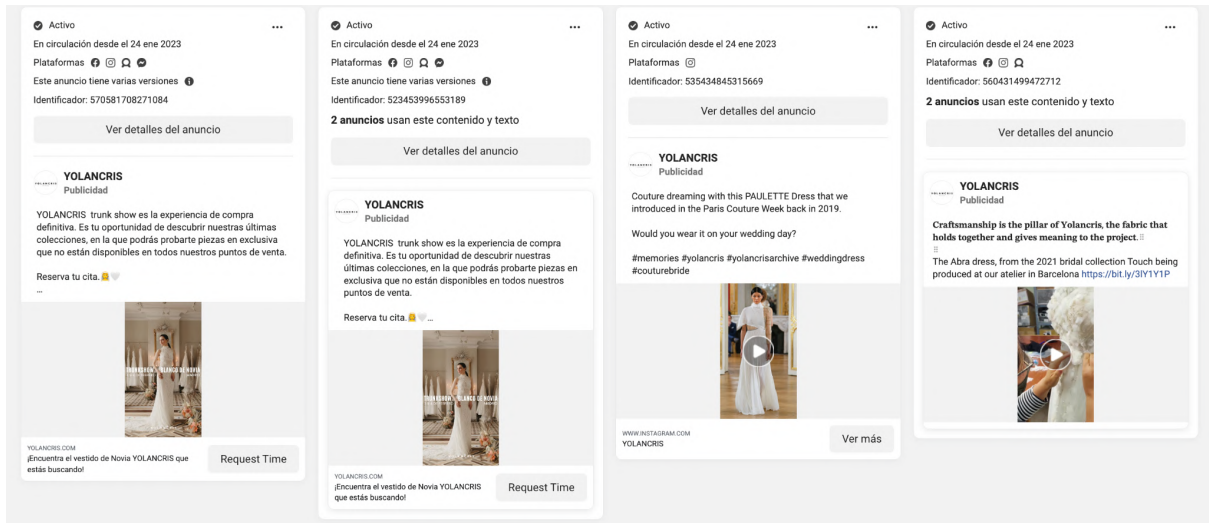 Activo
En circulación desde el 24 ene 2023
Plataformas
Este anuncio tiene varias versiones
Identificador: 570581708271084
Ver detalles del anuncio
YOLANCRIS
YOLANCRIS
Publicidad
YOLANCRIS trunk show es la experiencia de compra
definitiva. Es tu oportunidad de descubrir nuestras últimas
colecciones, en la que podrás probarte piezas en exclusiva
que no están disponibles en todos nuestros puntos de venta.
Reserva tu cita.👰🤍
...
TRUNKSHOW BLANCO DE NOVIA
YOLANCRIS.COM
¡Encuentra el vestido de Novia YOLANCRIS que
estás buscando!
Request Time
Activo
En circulación desde el 24 ene 2023
Plataformas
Este anuncio tiene varias versiones
Identificador: 523453996553189
2 anuncios usan este contenido y texto
Ver detalles del anuncio
YOLANCRIS
YOLANCRIS
Publicidad
YOLANCRIS trunk show es la experiencia de compra
definitiva. Es tu oportunidad de descubrir nuestras
últimas colecciones, en la que podrás probarte piezas en
exclusiva que no están disponibles en todos nuestros
puntos de venta.
Reserva tu cita.👰🤍...
TRUNKSHOW BLANCO DE NOVIA
YOLANCRIS.COM
¡Encuentra el vestido de Novia YOLANCRIS
que estás buscando!
Request Time
Activo
En circulación desde el 24 ene 2023
Plataformas
Identificador: 535434845315669
Ver detalles del anuncio
YOLANCRIS
YOLANCRIS
Publicidad
Couture dreaming with this PAULETTE Dress that we
introduced in the Paris Couture Week back in 2019.
Would you wear it on your wedding day?
#memories #yolancris #yolancrisarchive #weddingdress
#couturebride
WWW.INSTAGRAM.COM
YOLANCRIS
Ver más
Activo
En circulación desde el 24 ene 2023
Plataformas
Identificador: 560431499472712
2 anuncios usan este contenido y texto
Ver detalles del anuncio
YOLANCRIS
YOLANCRIS
Publicidad
Craftsmanship is the pillar of Yolancris, the fabric that
holds together and gives meaning to the project.⠀
⠀
The Abra dress, from the 2021 bridal collection Touch being
produced at our atelier in Barcelona https://bit.ly/3lY1Y1P